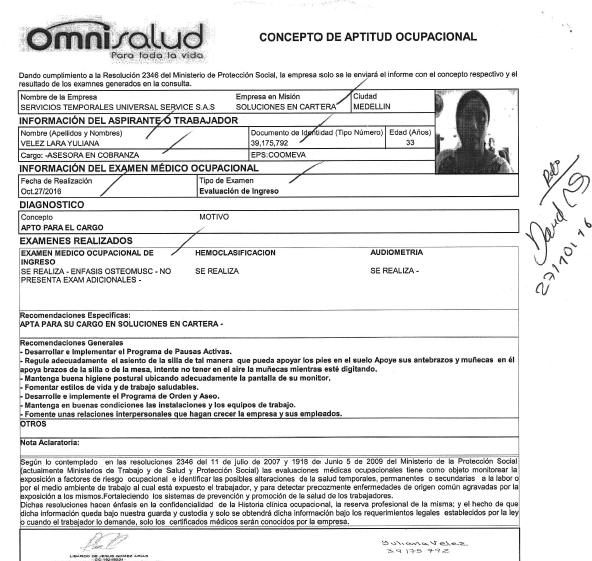 Omnisalud
Para toda la vida
CONCEPTO DE APTITUD OCUPACIONAL
Dando cumplimiento a la Resolución 2346 del Ministerio de Protección Social, la empresa solo se le enviará el informe con el concepto respectivo y el
resultado de los examnes generados en la consulta.
Nombre de la Empresa Empresa en Misión Ciudad
SERVICIOS TEMPORALES UNIVERSAL SERVICE S.A.S SOLUCIONES EN CARTERA MEDELLIN
INFORMACIÓN DEL ASPIRANTE Ó TRABAJADOR
Nombre (Apellidos y Nombres) Documento de Identidad (Tipo Número) Edad (Años)
VELEZ LARA YULIANA 39,175,792 33
Cargo: -ASESORA EN COBRANZA EPS:COOMEVA
INFORMACIÓN DEL EXAMEN MÉDICO OCUPACIONAL
Fecha de Realización Tipo de Examen
Oct.27/2016 Evaluación de Ingreso
DIAGNOSTICO
Concepto MOTIVO
APTO PARA EL CARGO
EXAMENES REALIZADOS
EXAMEN MEDICO OCUPACIONAL DE HEMOCLASIFICACION AUDIOMETRIA
INGRESO
SE REALIZA - ENFASIS OSTEOMUSC - NO SE REALIZA SE REALIZA -
PRESENTA EXAM ADICIONALES -
Recomendaciones Específicas:
APTA PARA SU CARGO EN SOLUCIONES EN CARTERA -
Recomendaciones Generales
- Desarrollar e Implementar el Programa de Pausas Activas.
- Regule adecuadamente el asiento de la silla de tal manera que pueda apoyar los pies en el suelo Apoye sus antebrazos y muñecas en él
apoya brazos de la silla o de la mesa, intente no tener en el aire la muñecas mientras esté digitando.
- Mantenga buena higiene postural ubicando adecuadamente la pantalla de su monitor.
- Fomentar estilos de vida y de trabajo saludables.
- Desarrolle e implemente el Programa de Orden y Aseo.
- Mantenga en buenas condiciones las instalaciones y los equipos de trabajo.
- Fomente unas relaciones interpersonales que hagan crecer la empresa y sus empleados.
OTROS
Nota Aclaratoria:
Según lo contemplado en las resoluciones 2346 del 11 de julio de 2007 y 1918 de Junio 5 de 2009 del Ministerio de la Protección Social
(actualmente Ministerios de Trabajo y de Salud y Protección Social) las evaluaciones médicas ocupacionales tiene como objeto monitorear la
exposición a factores de riesgo ocupacional e identificar las posibles alteraciones de la salud temporales, permanentes o secundarias a la labor o
por el medio ambiente de trabajo al cual está expuesto el trabajador, y para detectar precozmente enfermedades de origen común agravadas por la
exposición a los mismos.Fortaleciendo los sistemas de prevención y promoción de la salud de los trabajadores.
Dichas resoluciones hacen énfasis en la confidencialidad de la Historia clínica ocupacional, la reserva profesional de la misma; y el hecho de que
dicha información queda bajo nuestra guarda y custodia y solo se obtendrá dicha información bajo los requerimientos legales establecidos por la ley
o cuando el trabajador lo demande, solo los certificados médicos serán conocidos por la empresa.
David
27/10/16
Yuliana Velez
39175792